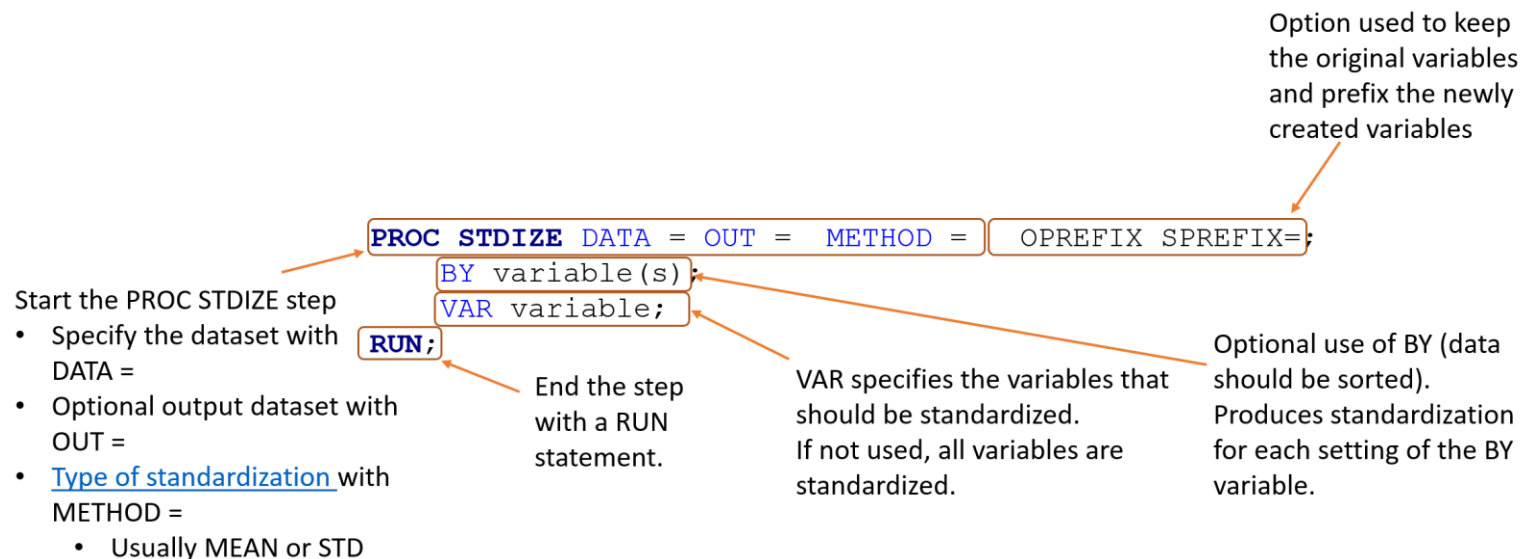 Option used to keep
the original variables
and prefix the newly
created variables
PROC STDIZE DATA = OUT = METHOD = OPREFIX SPREFIX=;
BY variable(s);
VAR variable;
RUN;
Start the PROC STDIZE step
• Specify the dataset with
DATA =
• Optional output dataset with
OUT =
• Type of standardization with
METHOD =
• Usually MEAN or STD
End the step
with a RUN
statement.
VAR specifies the variables that
should be standardized.
If not used, all variables are
standardized.
Optional use of BY (data
should be sorted).
Produces standardization
for each setting of the BY
variable.